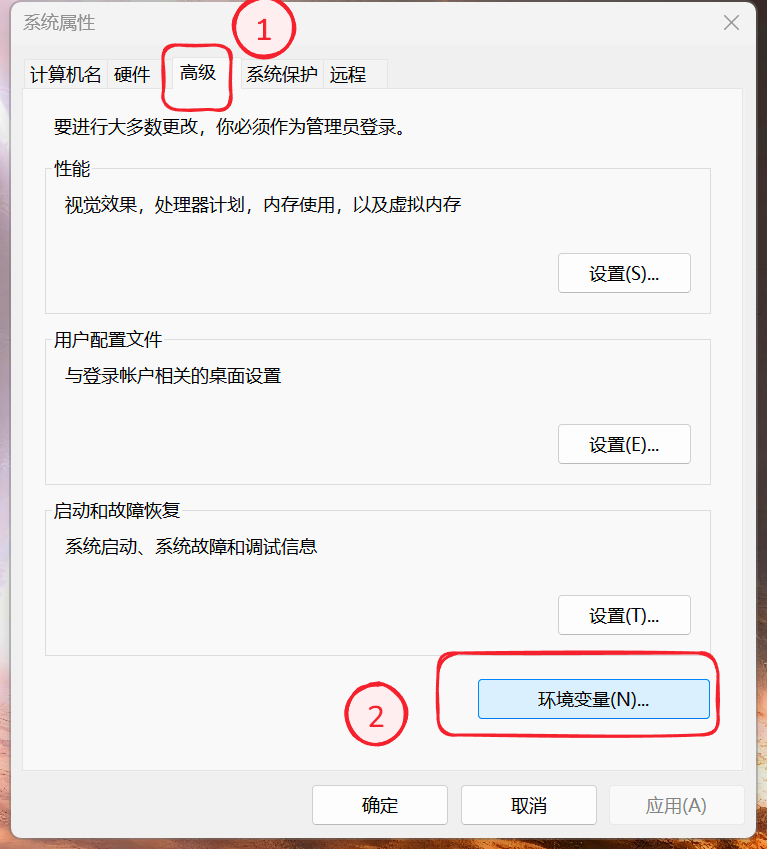 系统属性
1
计算机名 硬件 高级 系统保护 远程
要进行大多数更改，你必须作为管理员登录。
性能
视觉效果，处理器计划，内存使用，以及虚拟内存
设置(S)...
用户配置文件
与登录帐户相关的桌面设置
设置(E)...
启动和故障恢复
系统启动、系统故障和调试信息
设置(T)...
环境变量(N)...
2
确定 取消 应用(A)